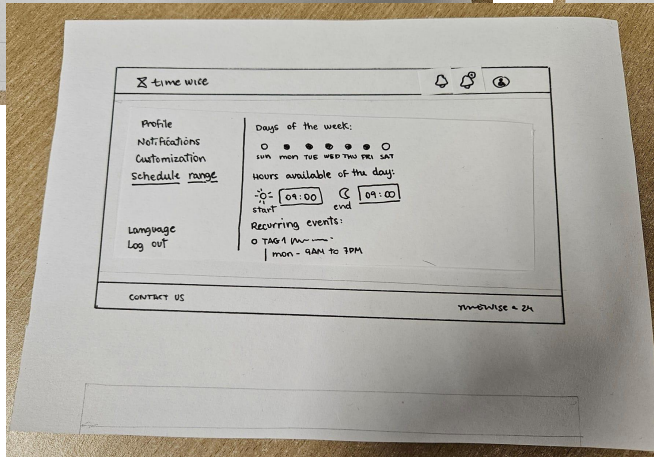 time wise
Profile
Notifications
Customization
Schedule range
Language
Log out
Days of the week:
SUN mon TUE WED THU FRI SAT
Hours available of the day:
09:00 09:00
start end
Recurring events:
TAG1
mon - 9AM to 7PM
CONTACT US
timewise 24